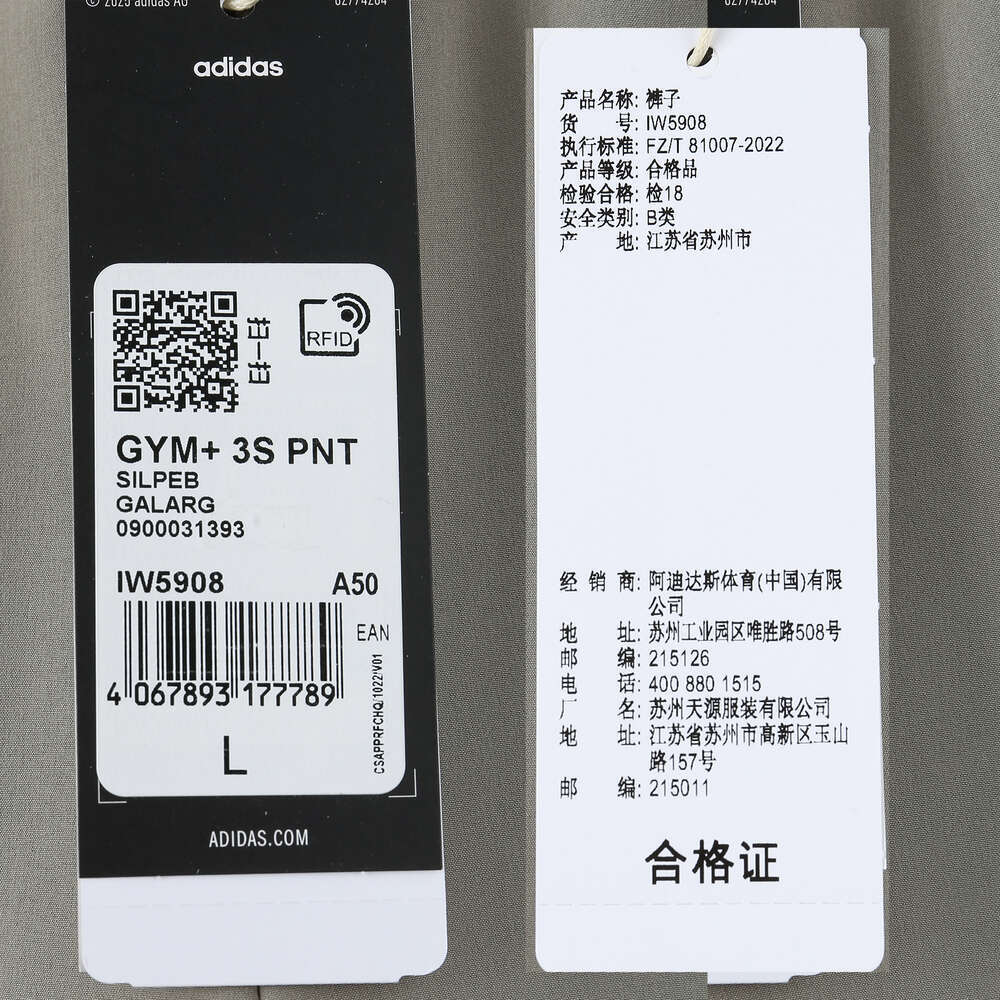 © 2025 adidas AG
adidas
扫一扫
RFID
GYM+ 3S PNT
SILPEB
GALARG
0900031393
IW5908 A50
EAN
4 067893 177789
CSAPPRFCHQ/1022/V01
L
ADIDAS.COM
产品名称: 裤子
货 号: IW5908
执行标准: FZ/T 81007-2022
产品等级: 合格品
检验合格: 检18
安全类别: B类
产 地: 江苏省苏州市
经 销 商: 阿迪达斯体育(中国)有限
公司
地 址: 苏州工业园区唯胜路508号
邮 编: 215126
电 话: 400 880 1515
厂 名: 苏州天源服装有限公司
地 址: 江苏省苏州市高新区玉山
路157号
邮 编: 215011
合格证